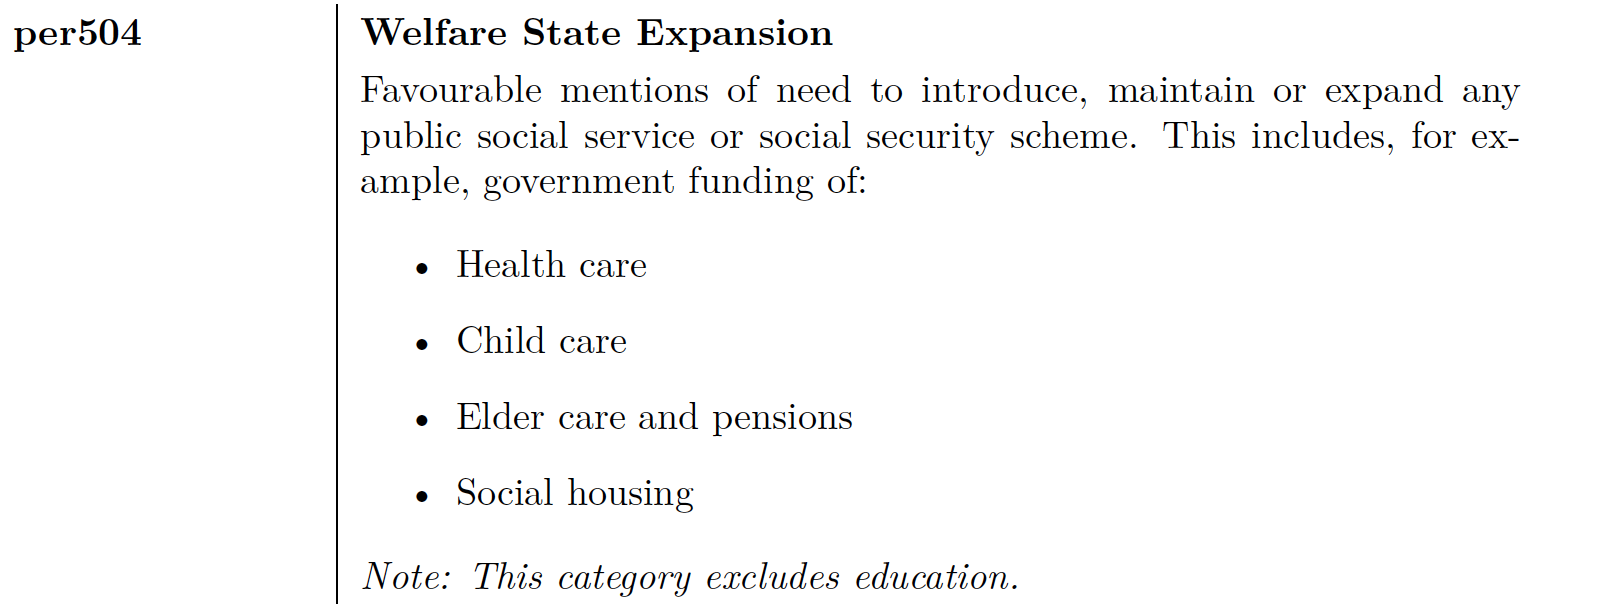 per504
Welfare State Expansion
Favourable mentions of need to introduce, maintain or expand any
public social service or social security scheme. This includes, for ex-
ample, government funding of:
• Health care
• Child care
• Elder care and pensions
• Social housing
Note: This category excludes education.